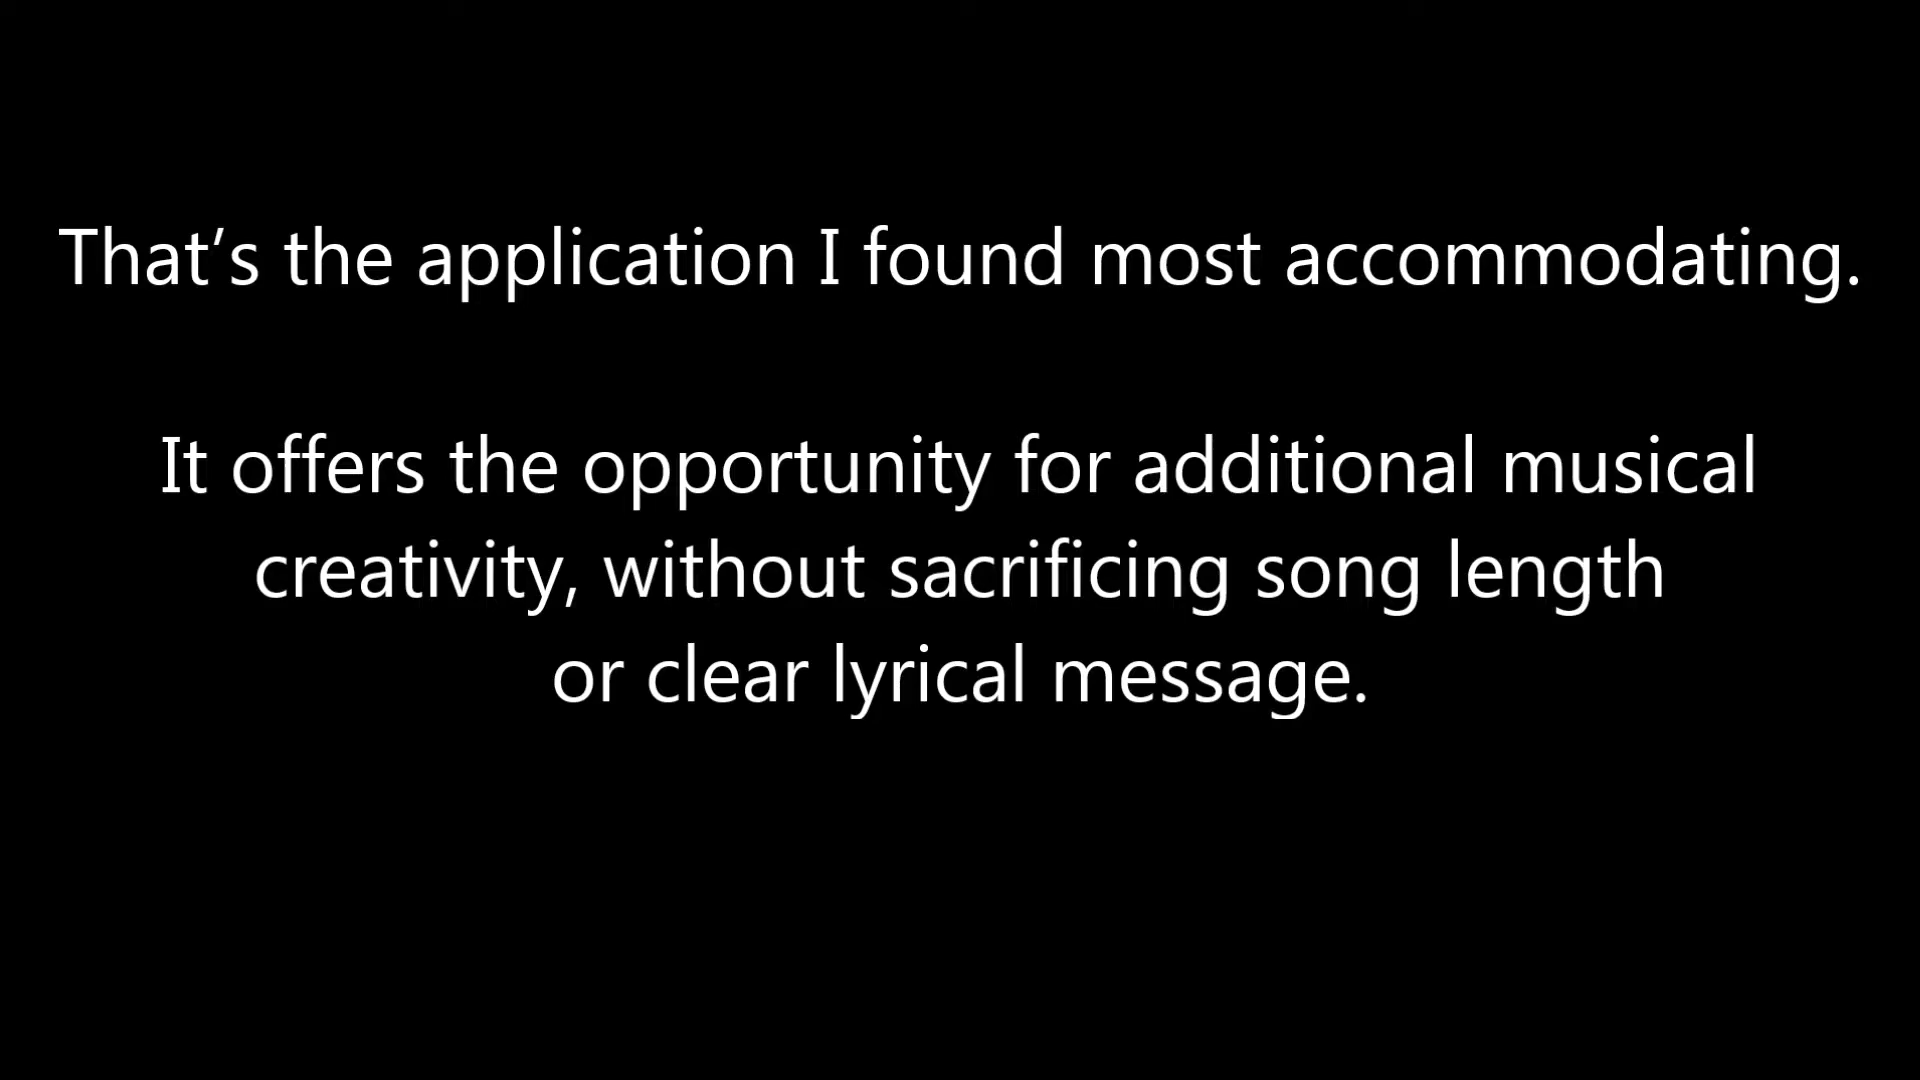 That’s the application I found most accommodating.
It offers the opportunity for additional musical
creativity, without sacrificing song length
or clear lyrical message.